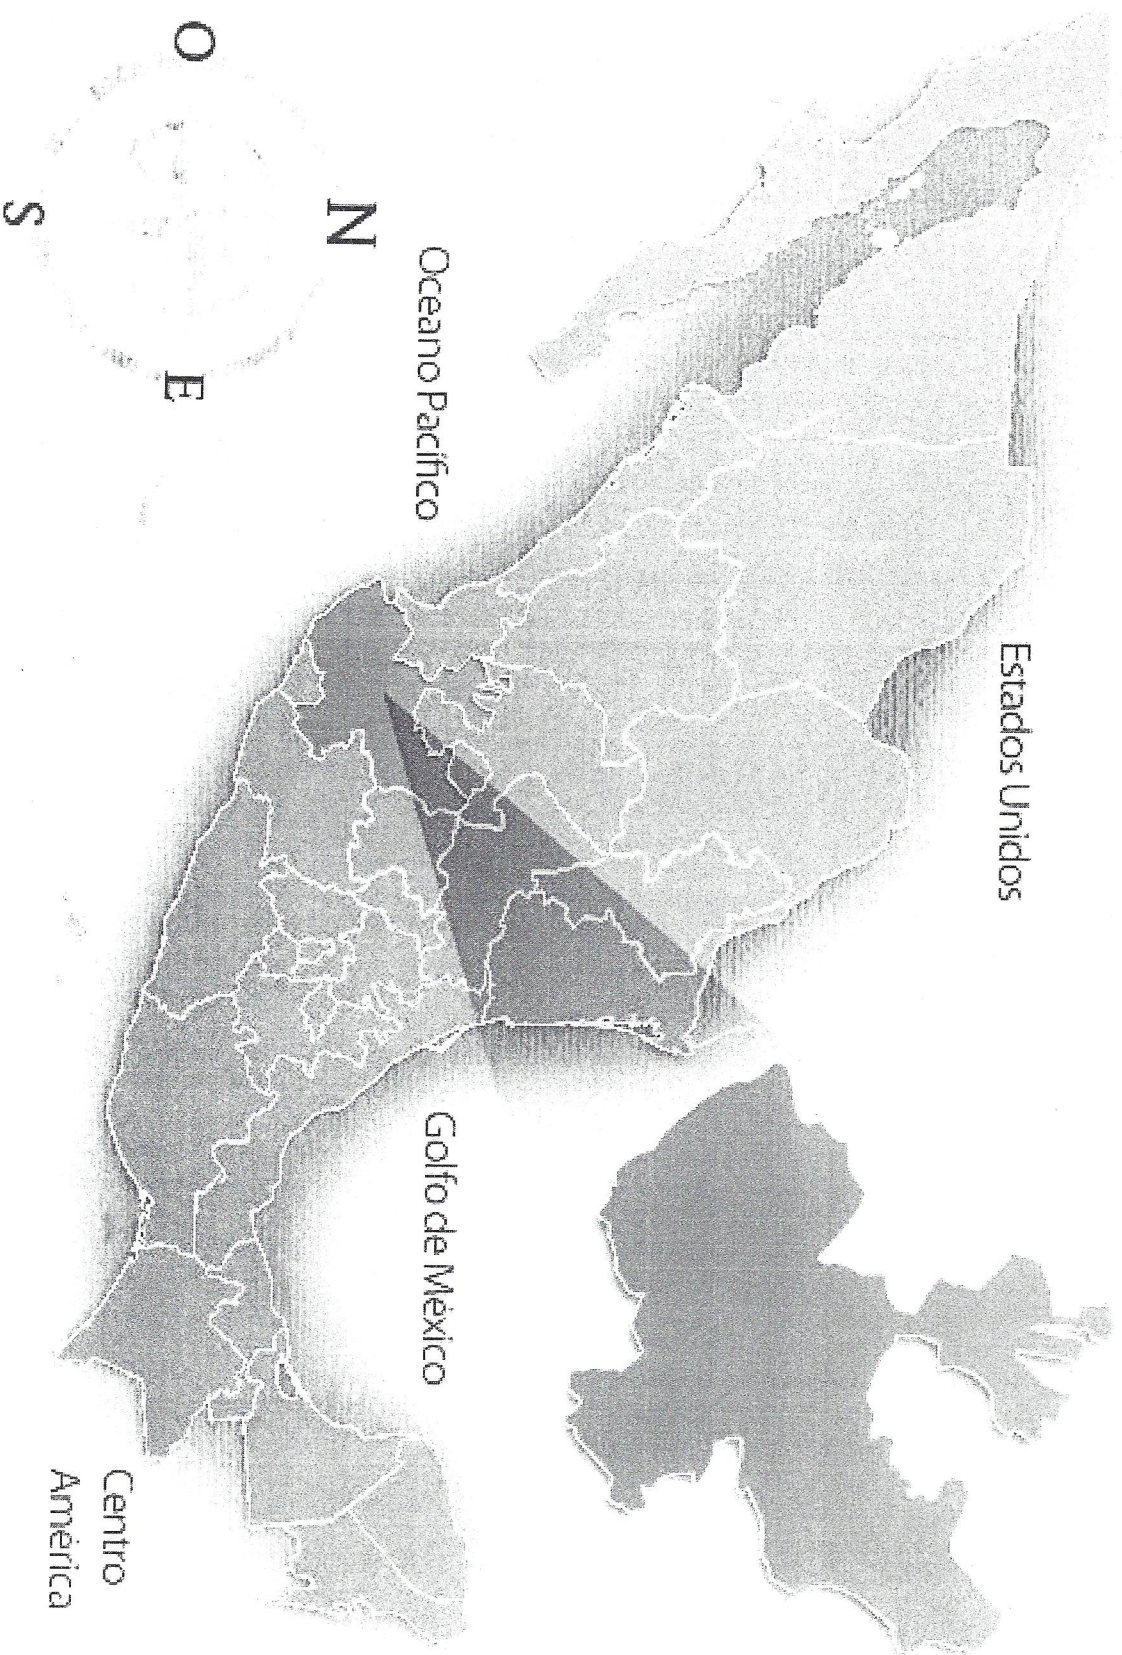 Estados Unidos
Oceano Pacífico
Golfo de México
Centro
América
N
O
E
S